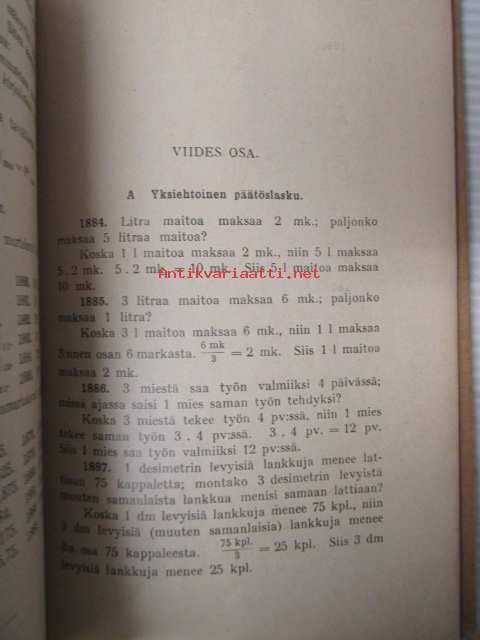 VIIDES OSA.
A Yksiehtoinen päätöslasku.
1884. Litra maitoa maksaa 2 mk.; paljonko
maksaa 5 litraa maitoa?
Koska 1 l maitoa maksaa 2 mk., niin 5 l maksaa
5 . 2 mk. 5 . 2 mk. = 10 mk. Siis 5 l maitoa maksaa
10 mk.
Antikvariaatti.net
1885. 3 litraa maitoa maksaa 6 mk.; paljonko
maksaa 1 litra?
Koska 3 l maitoa maksaa 6 mk., niin 1 l maksaa
3:nnen osan 6 markasta. 6 mk/3 = 2 mk. Siis 1 l maitoa
maksaa 2 mk.
1886. 3 miestä saa työn valmiiksi 4 päivässä;
missä ajassa saisi 1 mies saman työn tehdyksi?
Koska 3 miestä tekee työn 4 pv:ssä, niin 1 mies
tekee saman työn 3 . 4 pv:ssä. 3 . 4 pv. = 12 pv.
Siis 1 mies saa työn valmiiksi 12 pv:ssä.
1887. 1 desimetrin levyisiä lankkuja menee lat-
tiaan 75 kappaletta; montako 3 desimetrin levyistä
muuten samanlaista lankkua menisi samaan lattiaan?
Koska 1 dm levyisiä lankkuja menee 75 kpl., niin
3 dm levyisiä (muuten samanlaisia) lankkuja menee
osa 75 kappaleesta. 75 kpl./3 = 25 kpl. Siis 3 dm
levyisiä lankkuja menee 25 kpl.